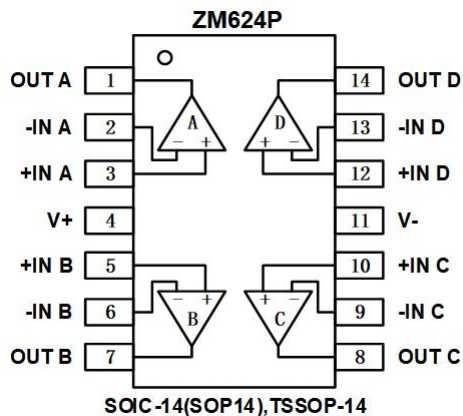 ZM624P
OUT A 1 14 OUT D
-IN A 2 A D 13 -IN D
- + + -
+IN A 3 12 +IN D
V+ 4 11 V-
+IN B 5 10 +IN C
- + + -
-IN B 6 B C 9 -IN C
OUT B 7 8 OUT C
SOIC-14(SOP14),TSSOP-14